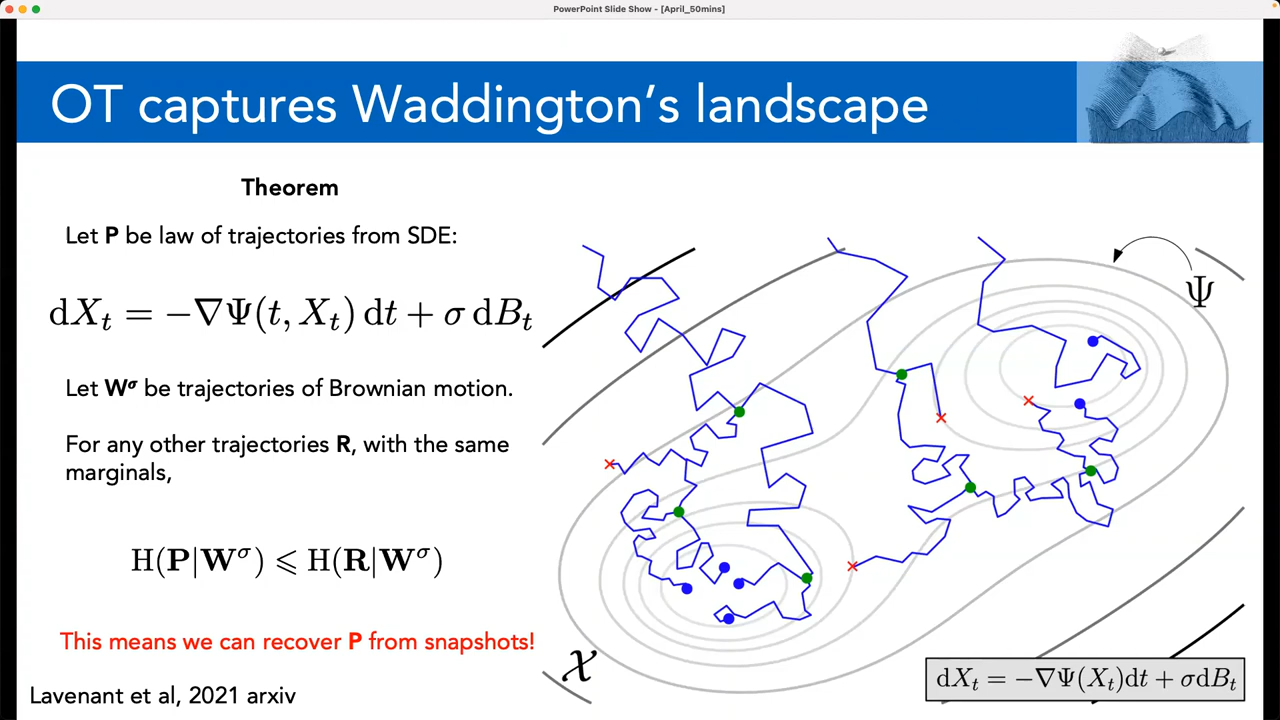 PowerPoint Slide Show - [April_50mins]
OT captures Waddington's landscape
Theorem
Let P be law of trajectories from SDE:
dX_t = −∇Ψ(t, X_t) dt + σ dB_t
Let W^σ be trajectories of Brownian motion.
For any other trajectories R, with the same
marginals,
H(P|W^σ) ⩽ H(R|W^σ)
This means we can recover P from snapshots!
Lavenant et al, 2021 arxiv
Ψ
𝒳
dX_t = −∇Ψ(X_t)dt + σdB_t